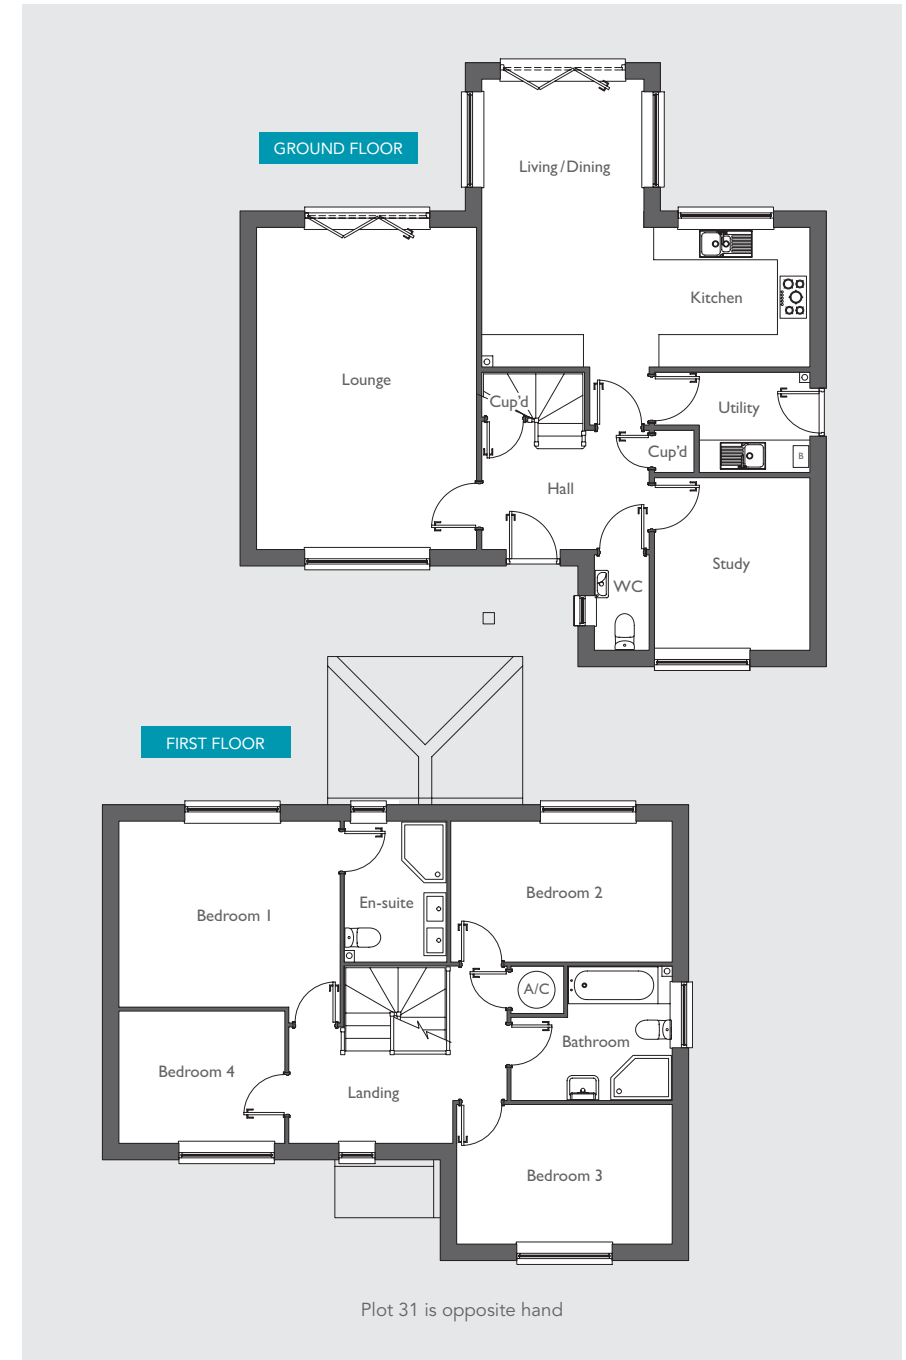 GROUND FLOOR
Living / Dining
Kitchen
Lounge
Cup'd
Utility
Cup'd
B
Hall
Study
WC
FIRST FLOOR
Bedroom 1
En-suite
Bedroom 2
A/C
Bathroom
Bedroom 4
Landing
Bedroom 3
Plot 31 is opposite hand